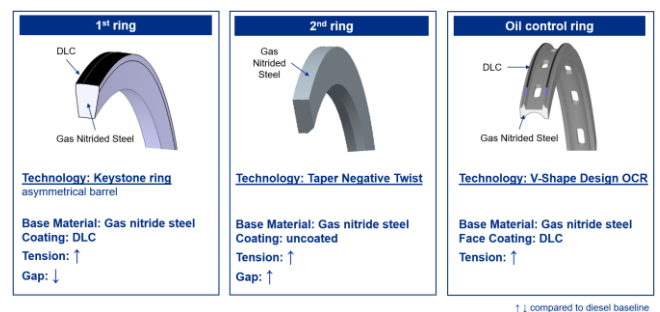 1st ring
DLC
Gas Nitrided Steel
Technology: Keystone ring
asymmetrical barrel
Base Material: Gas nitride steel
Coating: DLC
Tension: ↑
Gap: ↓
2nd ring
Gas
Nitrided
Steel
Technology: Taper Negative Twist
Base Material: Gas nitride steel
Coating: uncoated
Tension: ↑
Gap: ↑
Oil control ring
DLC
Gas Nitrided Steel
Technology: V-Shape Design OCR
Base Material: Gas nitride steel
Face Coating: DLC
Tension: ↑
↑ ↓ compared to diesel baseline